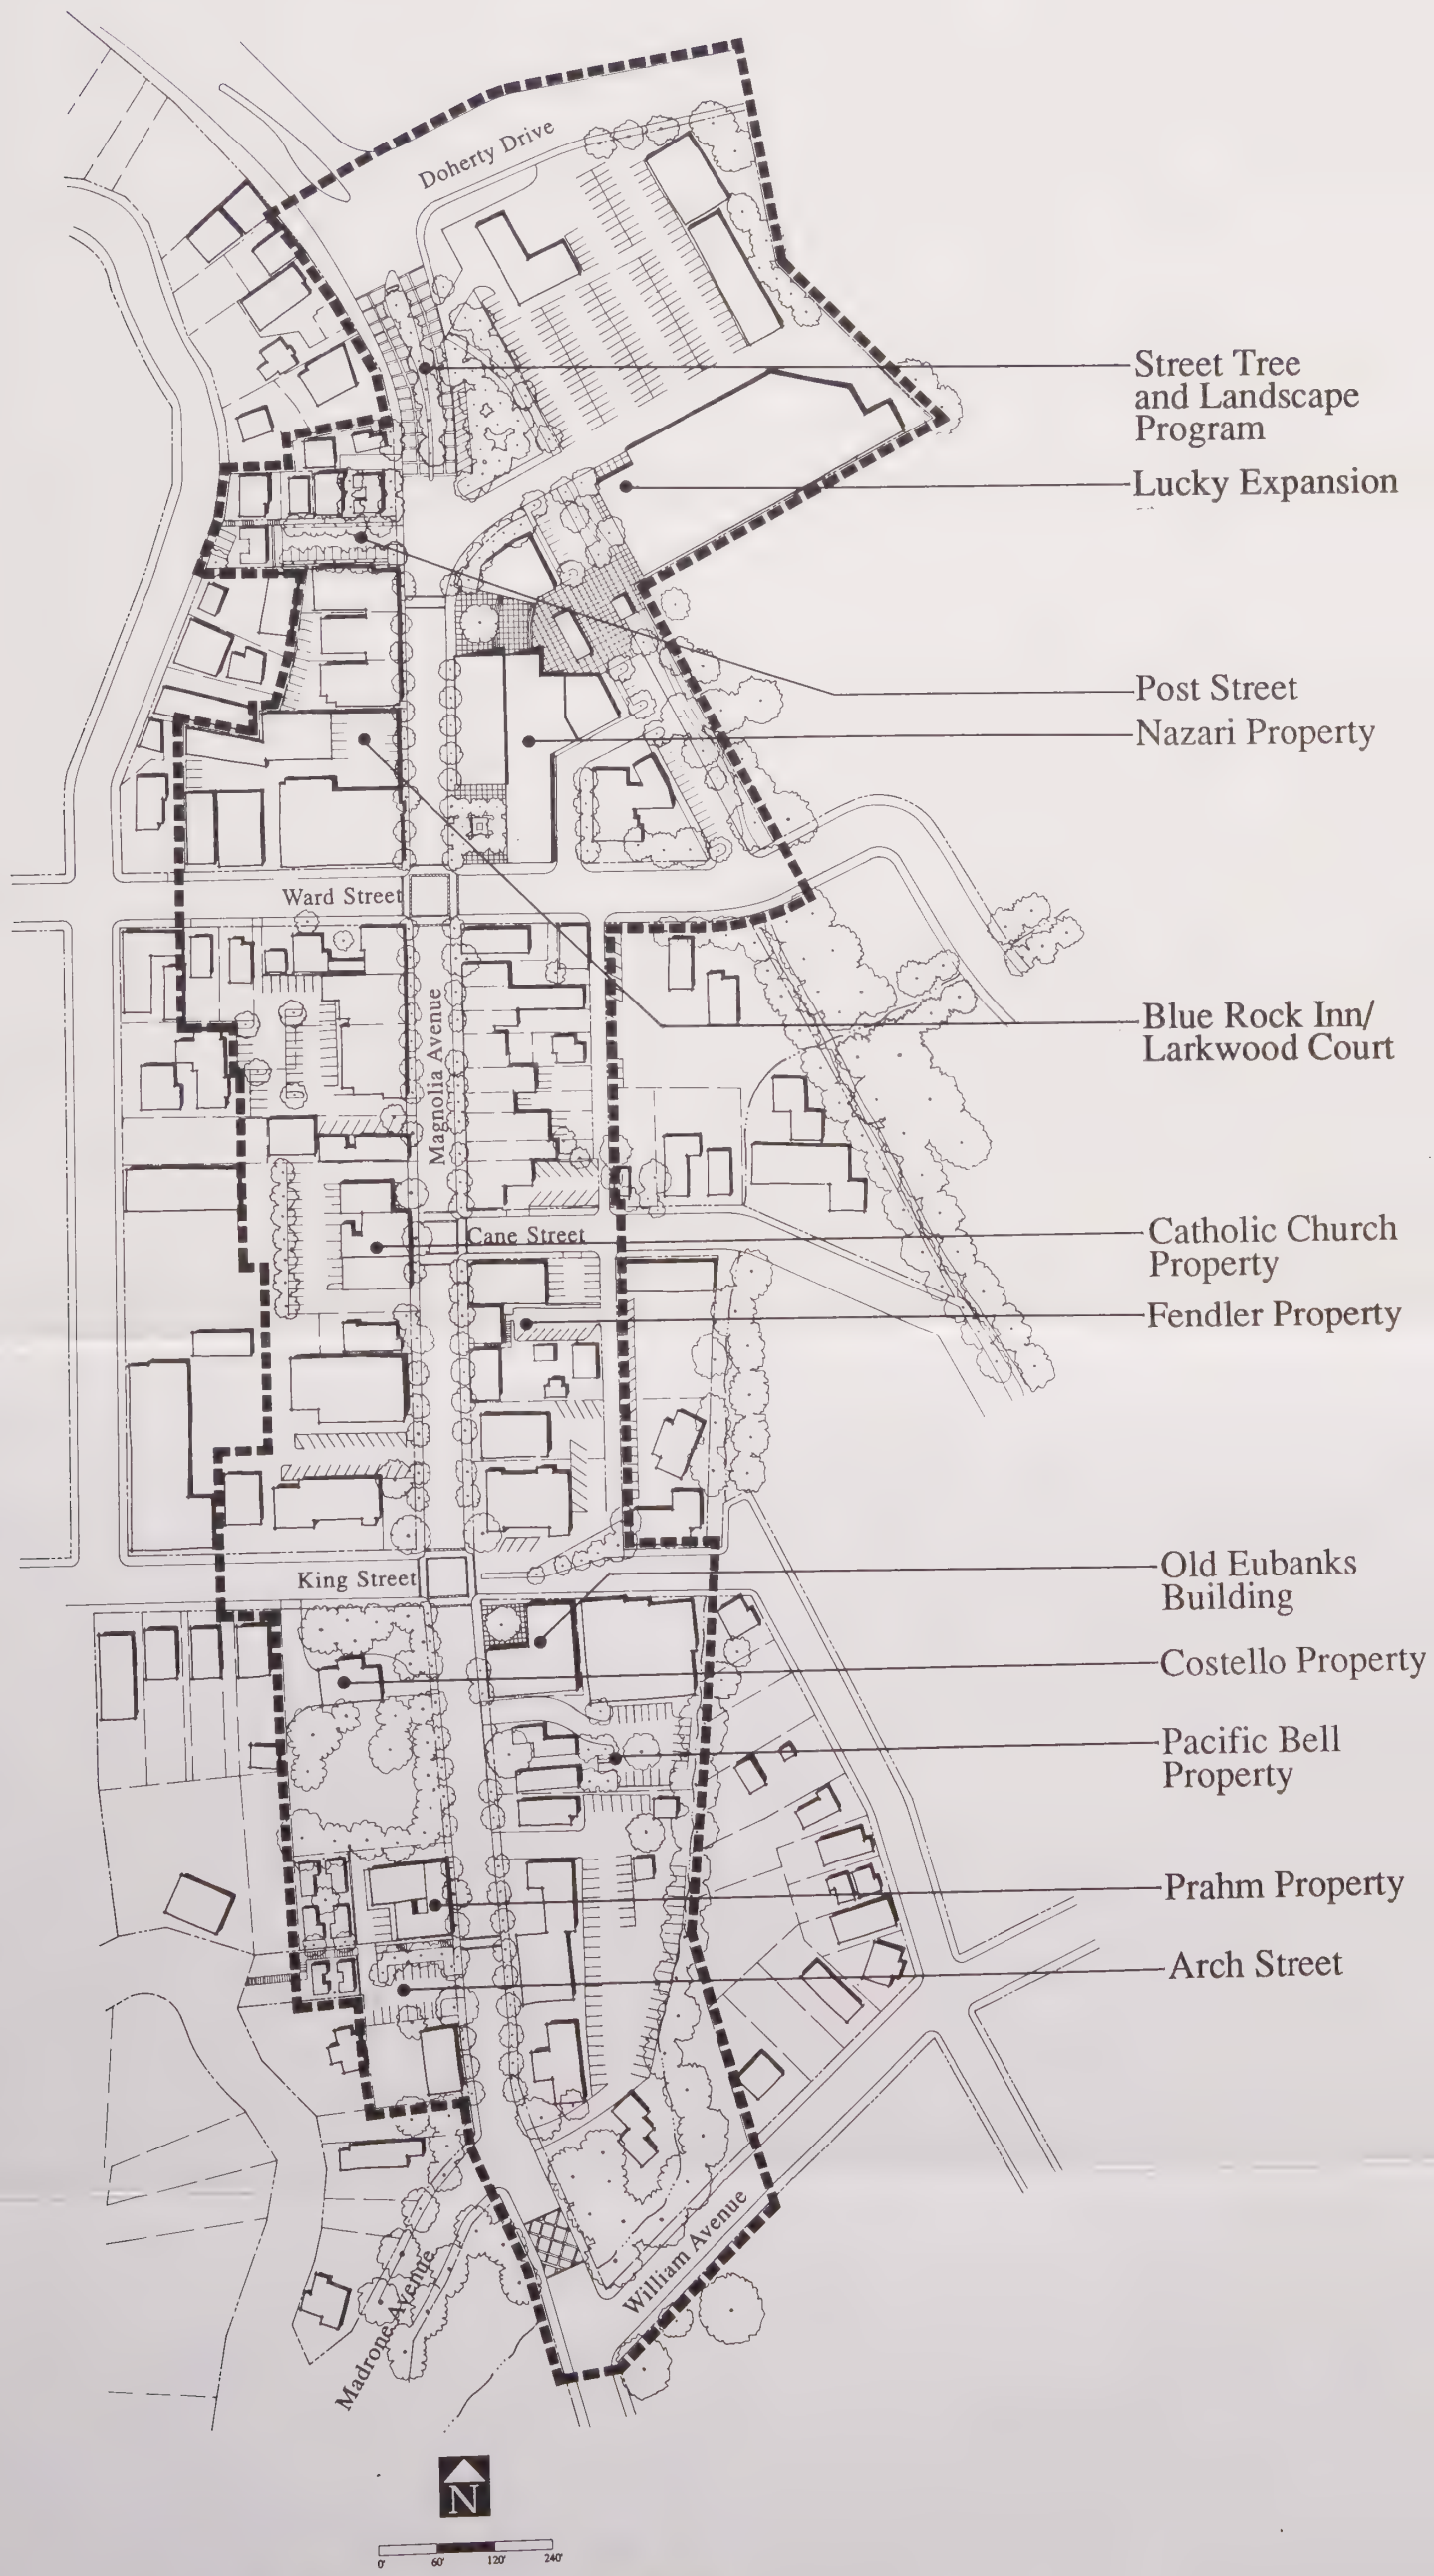 Doherty Drive
Street Tree
and Landscape
Program
Lucky Expansion
Post Street
Nazari Property
Ward Street
Magnolia Avenue
Blue Rock Inn/
Larkwood Court
Cane Street
Catholic Church
Property
Fendler Property
King Street
Old Eubanks
Building
Costello Property
Pacific Bell
Property
Prahm Property
Arch Street
William Avenue
Madrone Avenue
N
0' 60' 120' 240'